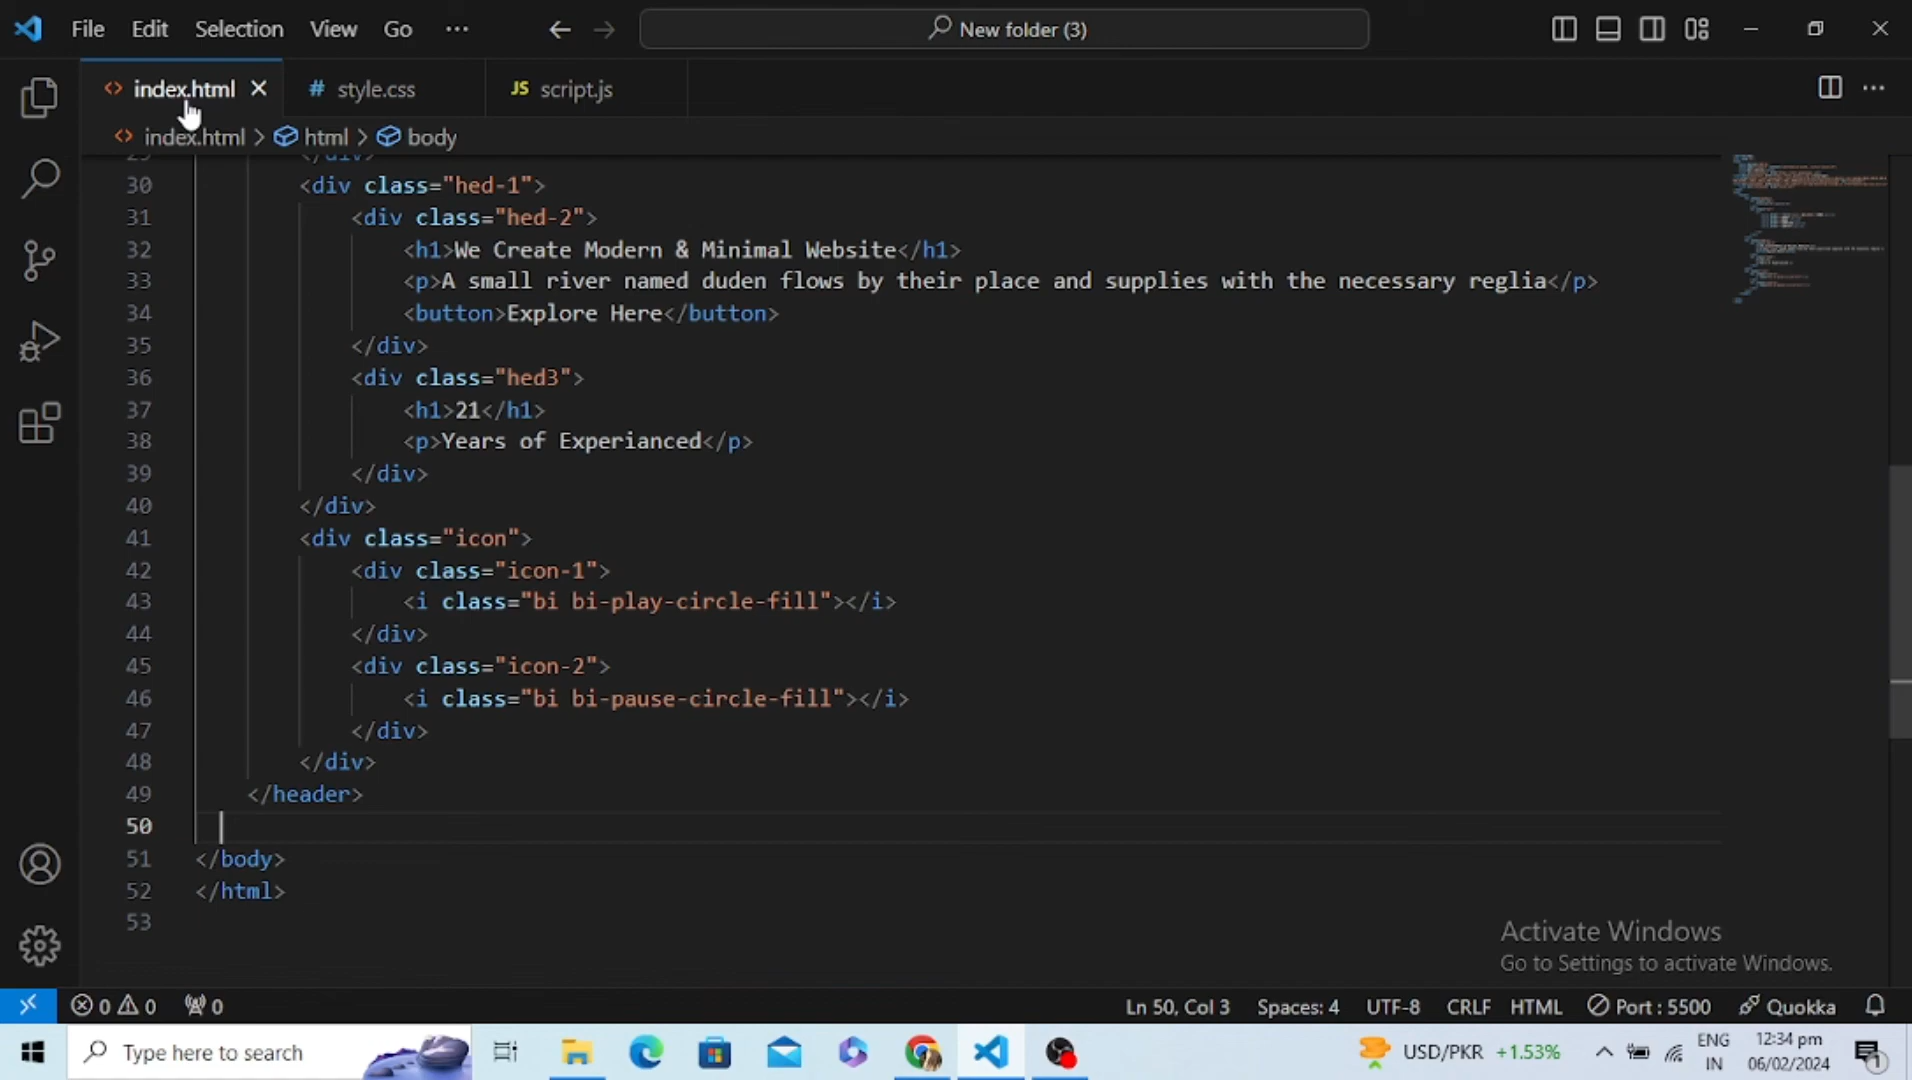 File Edit Selection View Go ··· New folder (3)
index.html # style.css JS script.js
index.html > html > body
29 </div>
30 <div class="hed-1">
31 <div class="hed-2">
32 <h1>We Create Modern & Minimal Website</h1>
33 <p>A small river named duden flows by their place and supplies with the necessary reglia</p>
34 <button>Explore Here</button>
35 </div>
36 <div class="hed3">
37 <h1>21</h1>
38 <p>Years of Experianced</p>
39 </div>
40 </div>
41 <div class="icon">
42 <div class="icon-1">
43 <i class="bi bi-play-circle-fill"></i>
44 </div>
45 <div class="icon-2">
46 <i class="bi bi-pause-circle-fill"></i>
47 </div>
48 </div>
49 </header>
50
51 </body>
52 </html>
53
Activate Windows
Go to Settings to activate Windows.
0 0 0 Ln 50, Col 3 Spaces: 4 UTF-8 CRLF HTML Port : 5500 Quokka
Type here to search USD/PKR +1.53% ENG IN 12:34 pm 06/02/2024 1